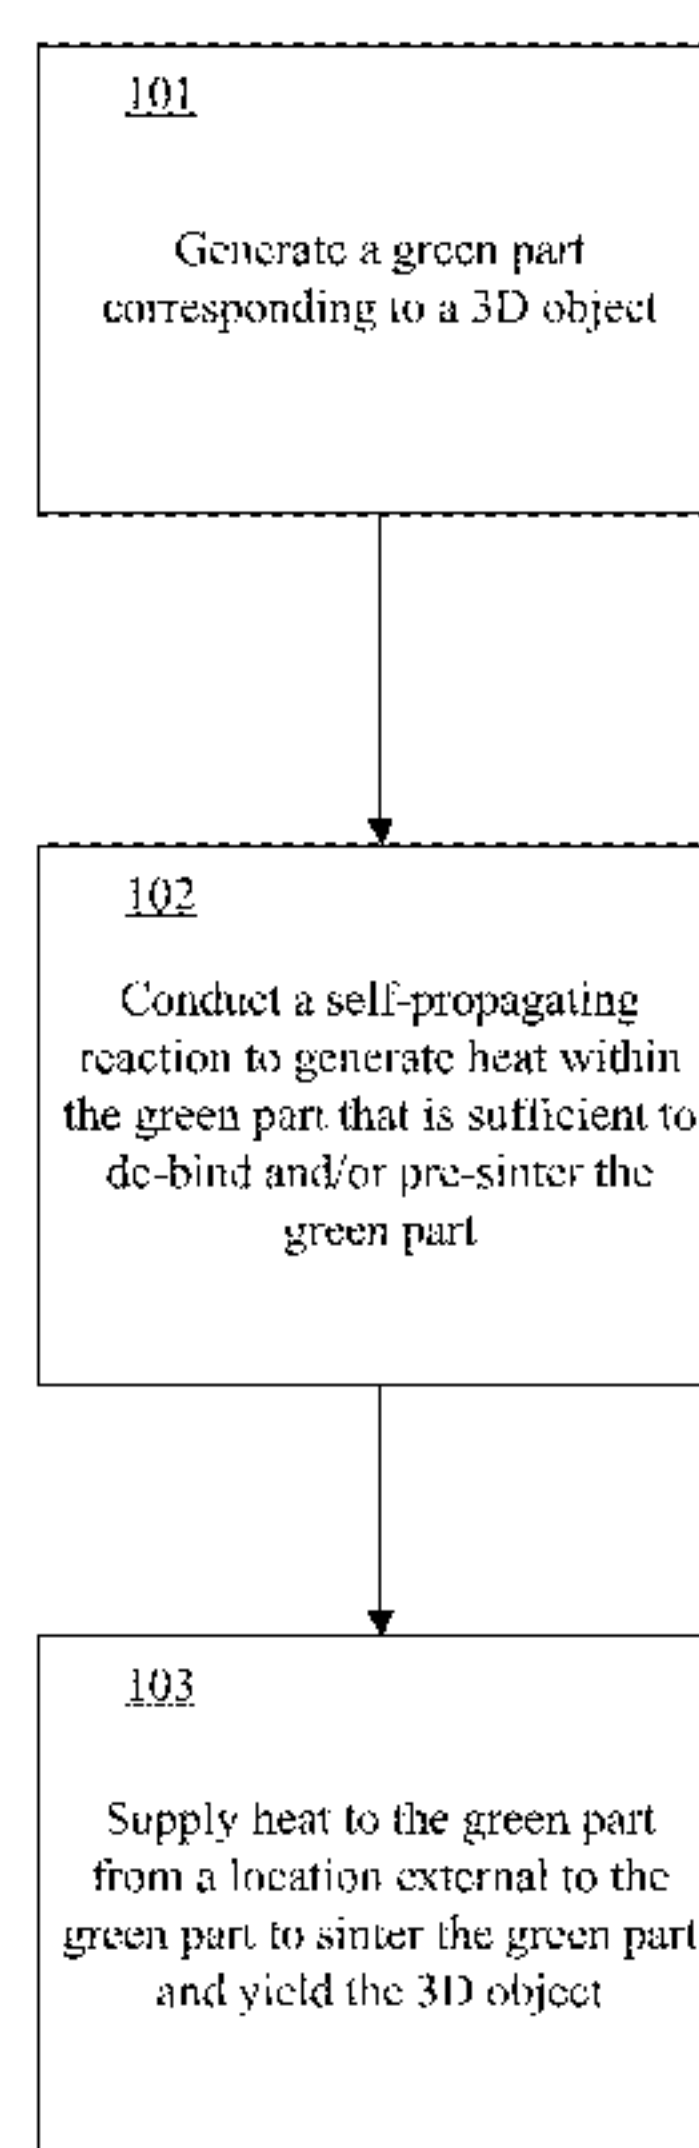 101
Generate a green part
corresponding to a 3D object
102
Conduct a self-propagating
reaction to generate heat within
the green part that is sufficient to
de-bind and/or pre-sinter the
green part
103
Supply heat to the green part
from a location external to the
green part to sinter the green part
and yield the 3D object